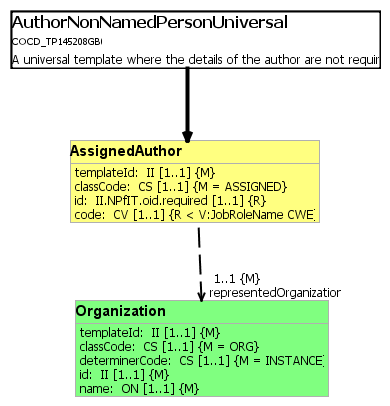 AuthorNonNamedPersonUniversal
COCD_TP145208GB
A universal template where the details of the author are not
AssignedAuthor
templateId: II [1..1] {M}
classCode: CS [1..1] {M = ASSIGNED}
id: II.NPfIT.oid.required [1..1] {R}
code: CV [1..1] {R < V:JobRoleName CWE}
1..1 {M}
representedOrganization
Organization
templateId: II [1..1] {M}
classCode: CS [1..1] {M = ORG}
determinerCode: CS [1..1] {M = INSTANCE}
id: II [1..1] {M}
name: ON [1..1] {M}